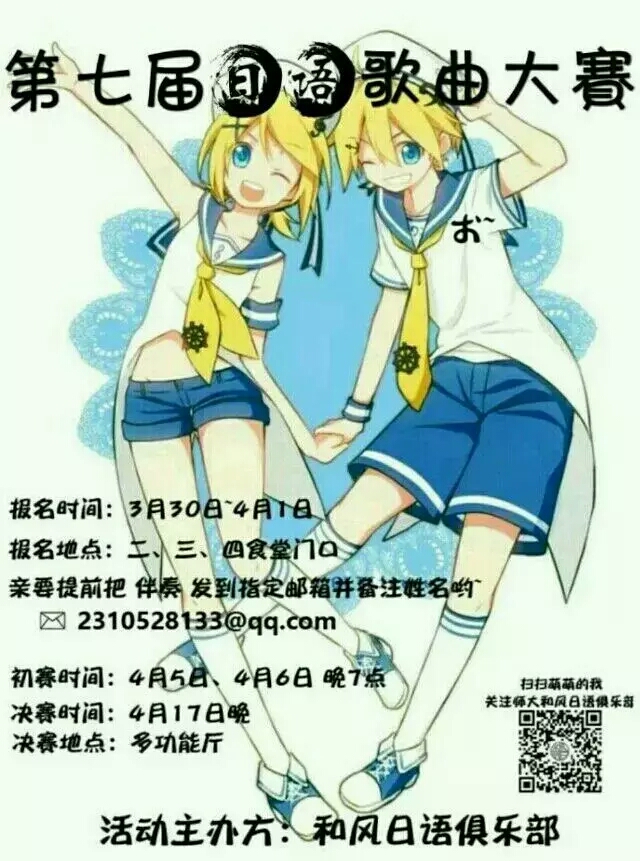 第七届日语歌曲大赛
お~
报名时间：3月30日~4月1日
报名地点：二、三、四食堂门口
亲要提前把 伴奏 发到指定邮箱并备注姓名哟~
2310528133@qq.com
初赛时间：4月5日、4月6日 晚7点
决赛时间：4月17日晚
决赛地点：多功能厅
扫扫萌萌的我
关注师大和风日语俱乐部
活动主办方：和风日语俱乐部